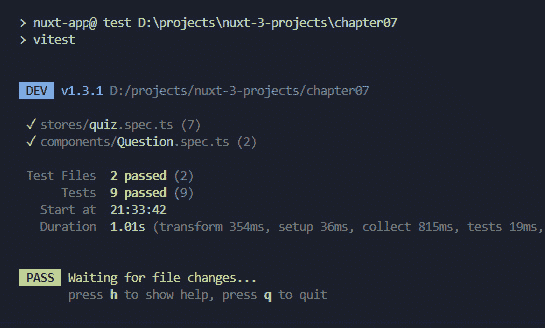 > nuxt-app@ test D:\projects\nuxt-3-projects\chapter07
> vitest
DEV v1.3.1 D:/projects/nuxt-3-projects/chapter07
✓ stores/quiz.spec.ts (7)
✓ components/Question.spec.ts (2)
Test Files 2 passed (2)
Tests 9 passed (9)
Start at 21:33:42
Duration 1.01s (transform 354ms, setup 36ms, collect 815ms, tests 19ms,
PASS Waiting for file changes...
press h to show help, press q to quit